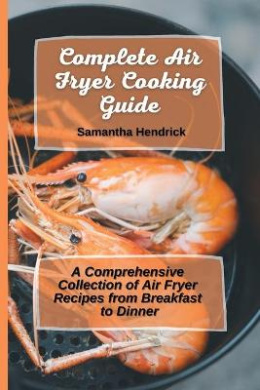 Complete Air
Fryer Cooking
Guide
Samantha Hendrick
A Comprehensive
Collection of Air Fryer
Recipes from Breakfast
to Dinner